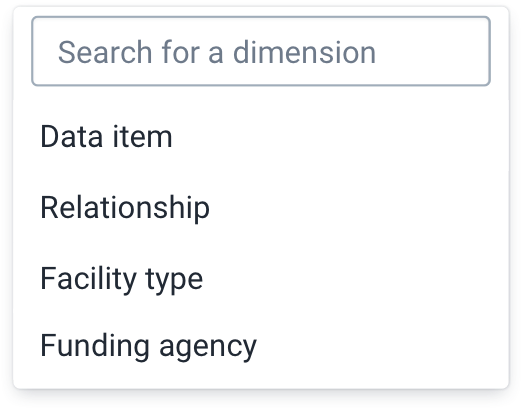 Search for a dimension
Data item
Relationship
Facility type
Funding agency